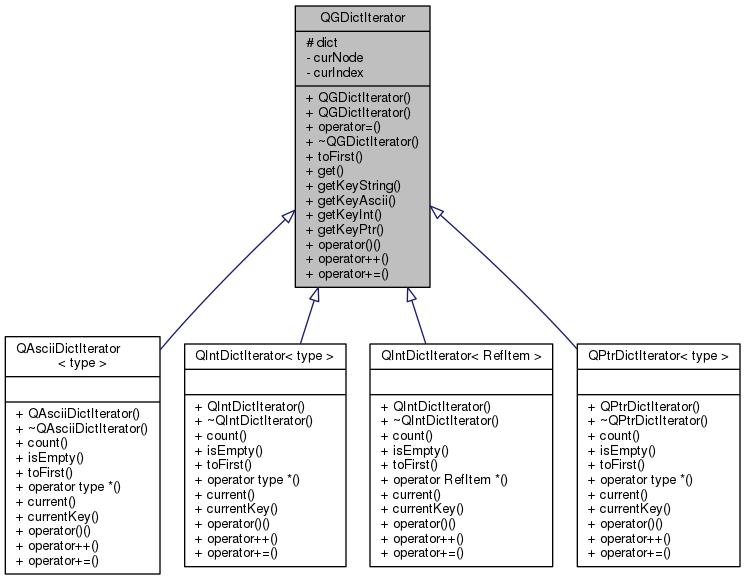 QGDictIterator
# dict
- curNode
- curIndex
+ QGDictIterator()
+ QGDictIterator()
+ operator=()
+ ~QGDictIterator()
+ toFirst()
+ get()
+ getKeyString()
+ getKeyAscii()
+ getKeyInt()
+ getKeyPtr()
+ operator()()
+ operator++()
+ operator+=()
QAsciiDictIterator
< type >
+ QAsciiDictIterator()
+ ~QAsciiDictIterator()
+ count()
+ isEmpty()
+ toFirst()
+ operator type *()
+ current()
+ currentKey()
+ operator()()
+ operator++()
+ operator+=()
QIntDictIterator< type >
+ QIntDictIterator()
+ ~QIntDictIterator()
+ count()
+ isEmpty()
+ toFirst()
+ operator type *()
+ current()
+ currentKey()
+ operator()()
+ operator++()
+ operator+=()
QIntDictIterator< RefItem >
+ QIntDictIterator()
+ ~QIntDictIterator()
+ count()
+ isEmpty()
+ toFirst()
+ operator RefItem *()
+ current()
+ currentKey()
+ operator()()
+ operator++()
+ operator+=()
QPtrDictIterator< type >
+ QPtrDictIterator()
+ ~QPtrDictIterator()
+ count()
+ isEmpty()
+ toFirst()
+ operator type *()
+ current()
+ currentKey()
+ operator()()
+ operator++()
+ operator+=()